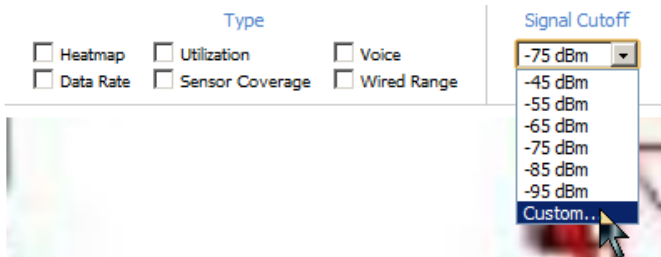 Type
Signal Cutoff
Heatmap
Utilization
Voice
-75 dBm
Data Rate
Sensor Coverage
Wired Range
-45 dBm
-55 dBm
-65 dBm
-75 dBm
-85 dBm
-95 dBm
Custom...